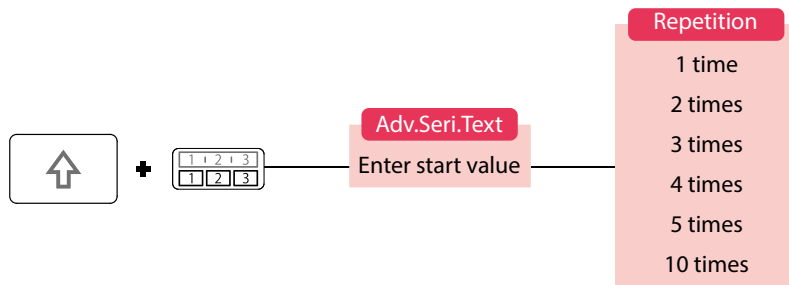 1 2 3
1 2 3
Adv.Seri.Text
Enter start value
Repetition
1 time
2 times
3 times
4 times
5 times
10 times